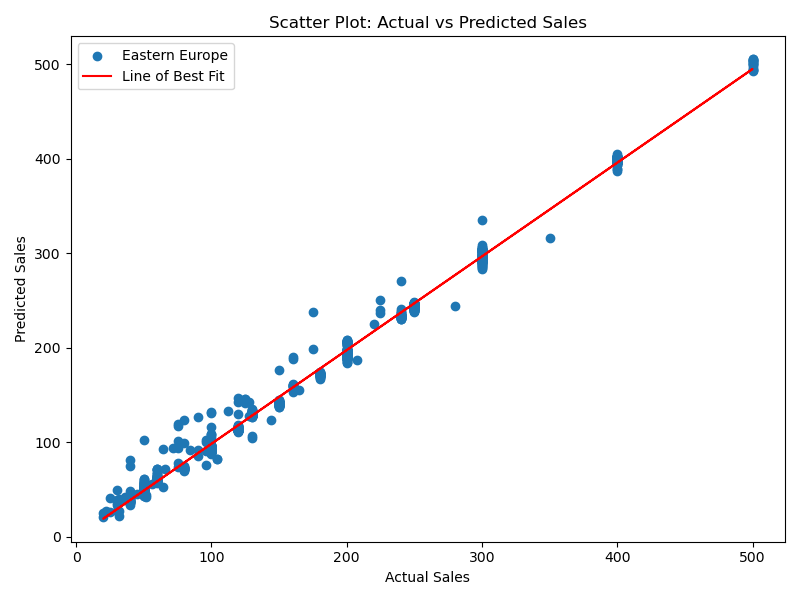 Scatter Plot: Actual vs Predicted Sales
Eastern Europe
Line of Best Fit
Predicted Sales
500
400
300
200
100
0
0 100 200 300 400 500
Actual Sales